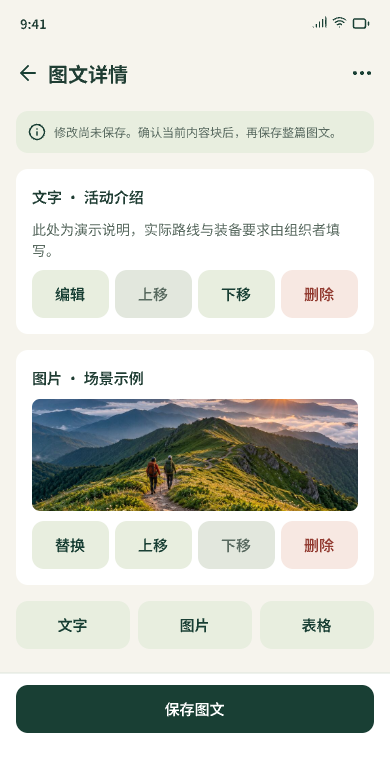 9:41
图文详情
修改尚未保存。确认当前内容块后，再保存整篇图文。
文字 · 活动介绍
此处为演示说明，实际路线与装备要求由组织者填
写。
编辑 上移 下移 删除
图片 · 场景示例
替换 上移 下移 删除
文字 图片 表格
保存图文